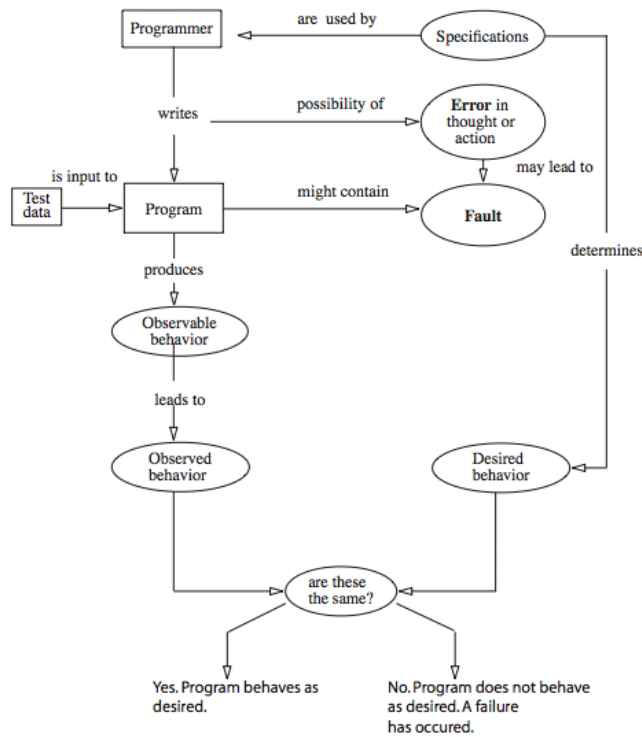 are used by
Programmer
Specifications
possibility of
Error in
thought or
action
writes
is input to
may lead to
might contain
Test
data
Program
Fault
determines
produces
Observable
behavior
leads to
Observed
behavior
Desired
behavior
are these
the same?
Yes. Program behaves as
desired.
No. Program does not behave
as desired. A failure
has occured.